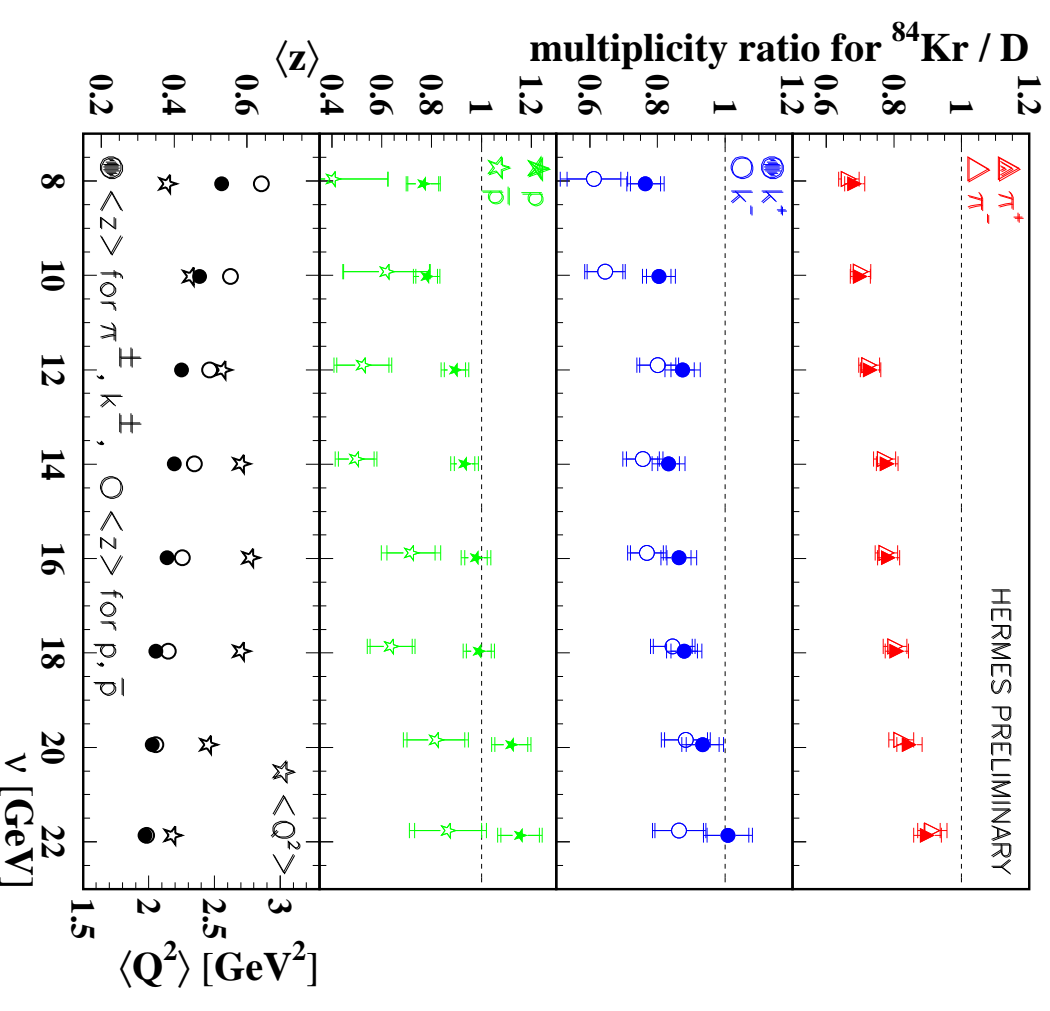 multiplicity ratio for ⁸⁴Kr / D
1.2
1
0.8
0.6
π⁺
π⁻
HERMES PRELIMINARY
1.2
1
0.8
0.6
k⁺
k⁻
1.2
1
0.8
0.4
p
p̅
⟨z⟩
0.6
0.4
0.2
<Q²>
<z> for π±, k±, <z> for p, p̅
3
2.5
2
1.5
⟨Q²⟩ [GeV²]
8 10 12 14 16 18 20 22
ν [GeV]